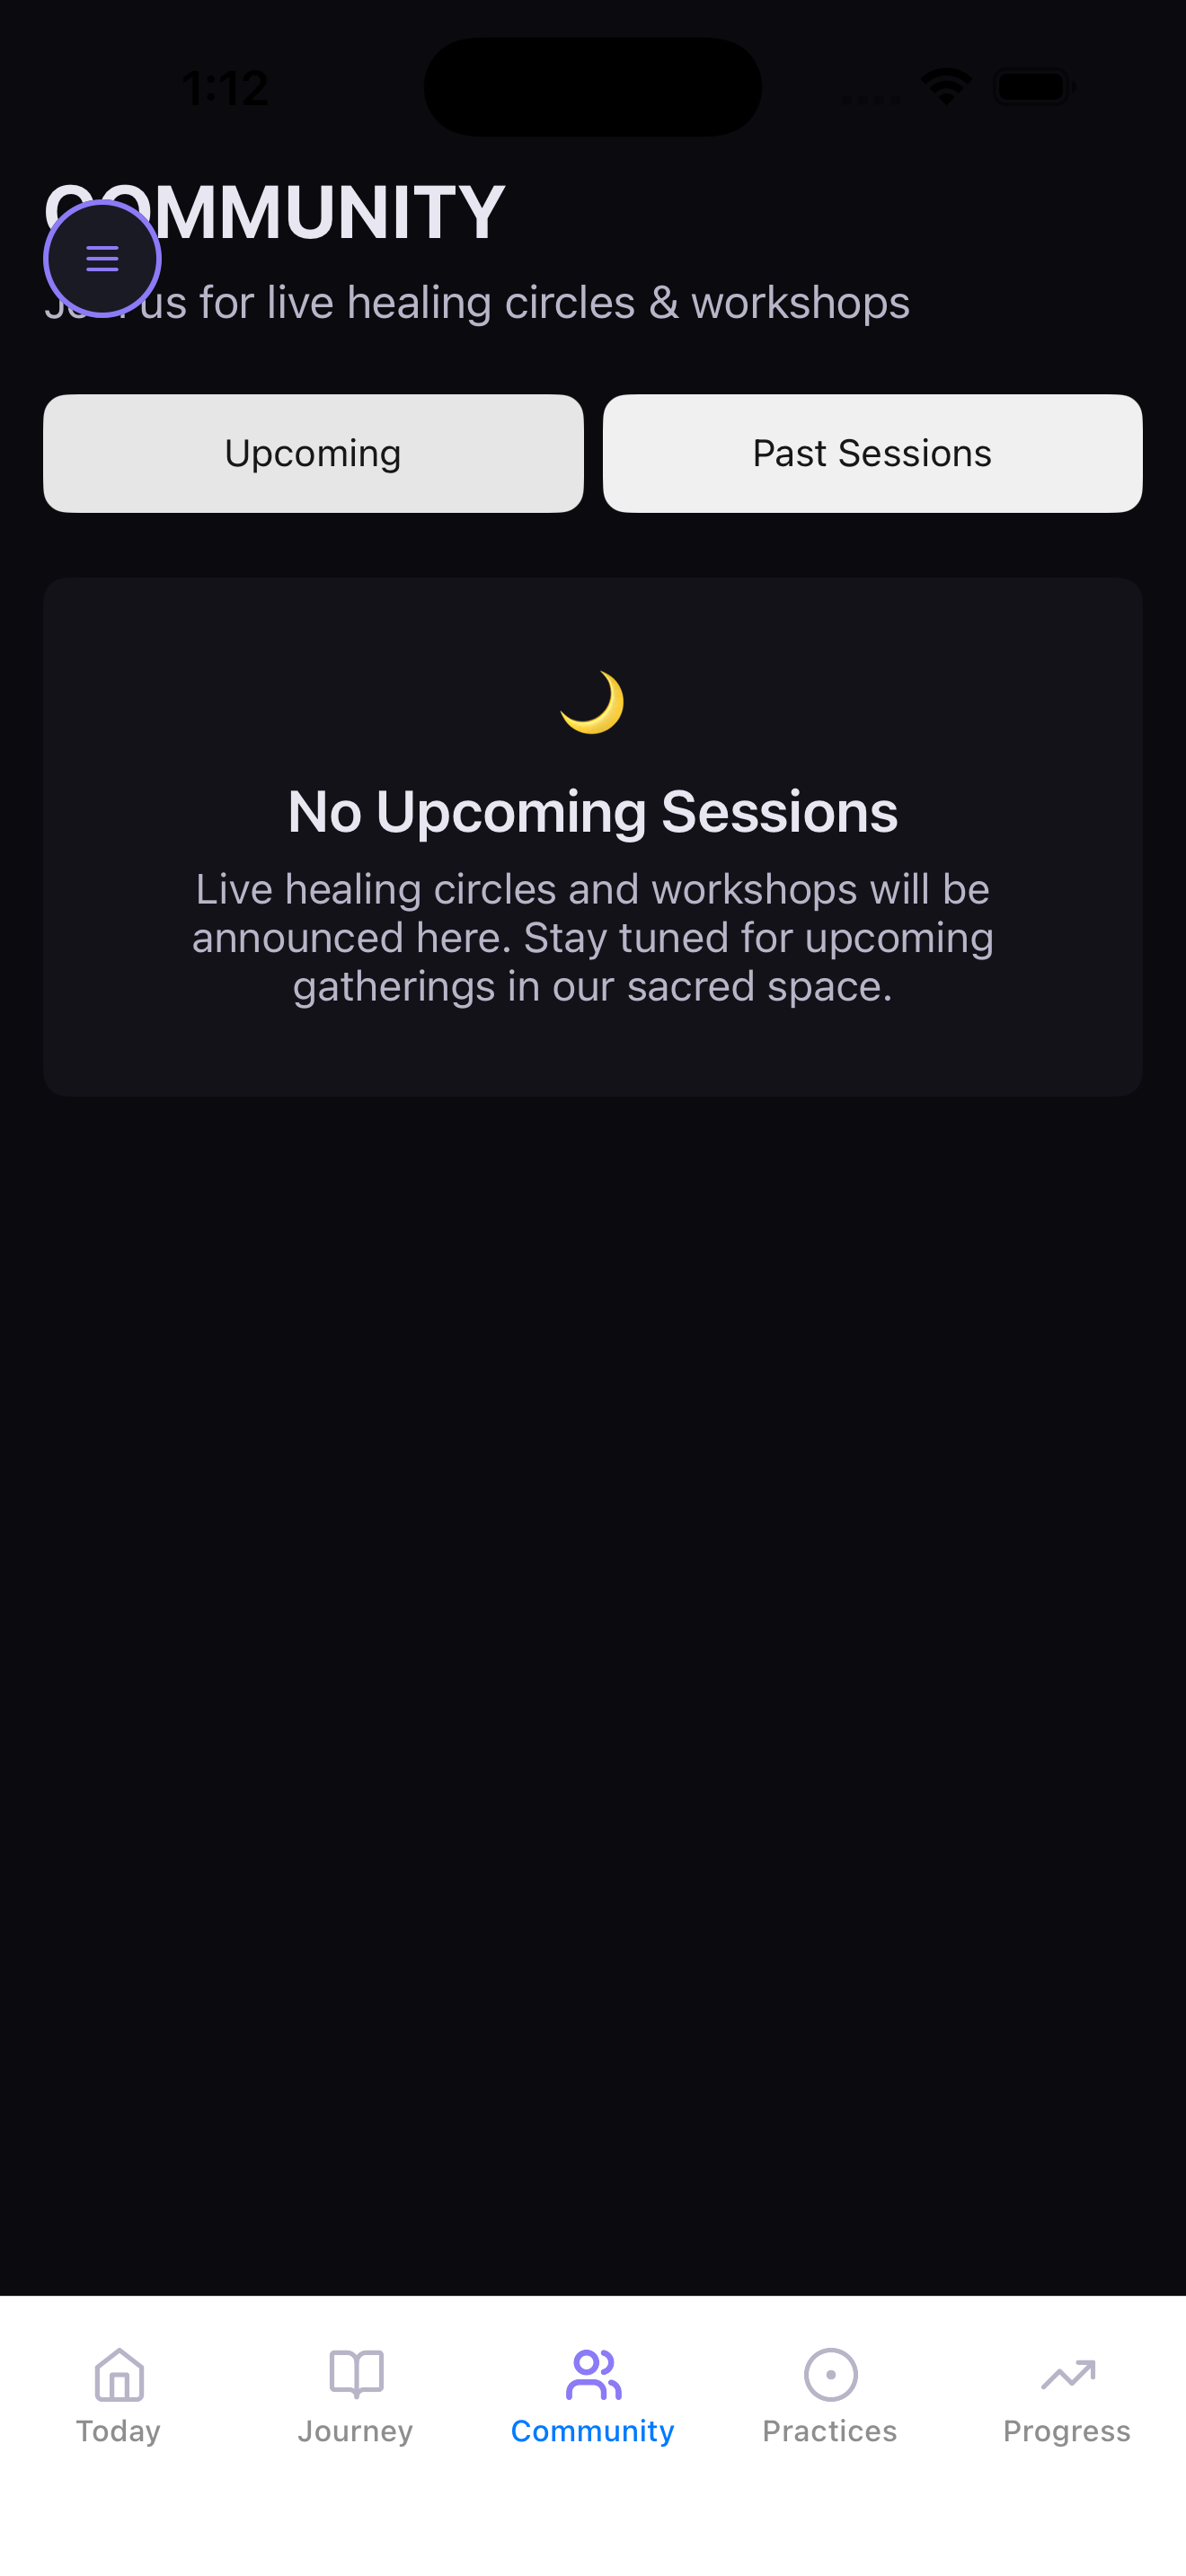 1:12
COMMUNITY
us for live healing circles & workshops
Upcoming
Past Sessions
No Upcoming Sessions
Live healing circles and workshops will be
announced here. Stay tuned for upcoming
gatherings in our sacred space.
Today
Journey
Community
Practices
Progress